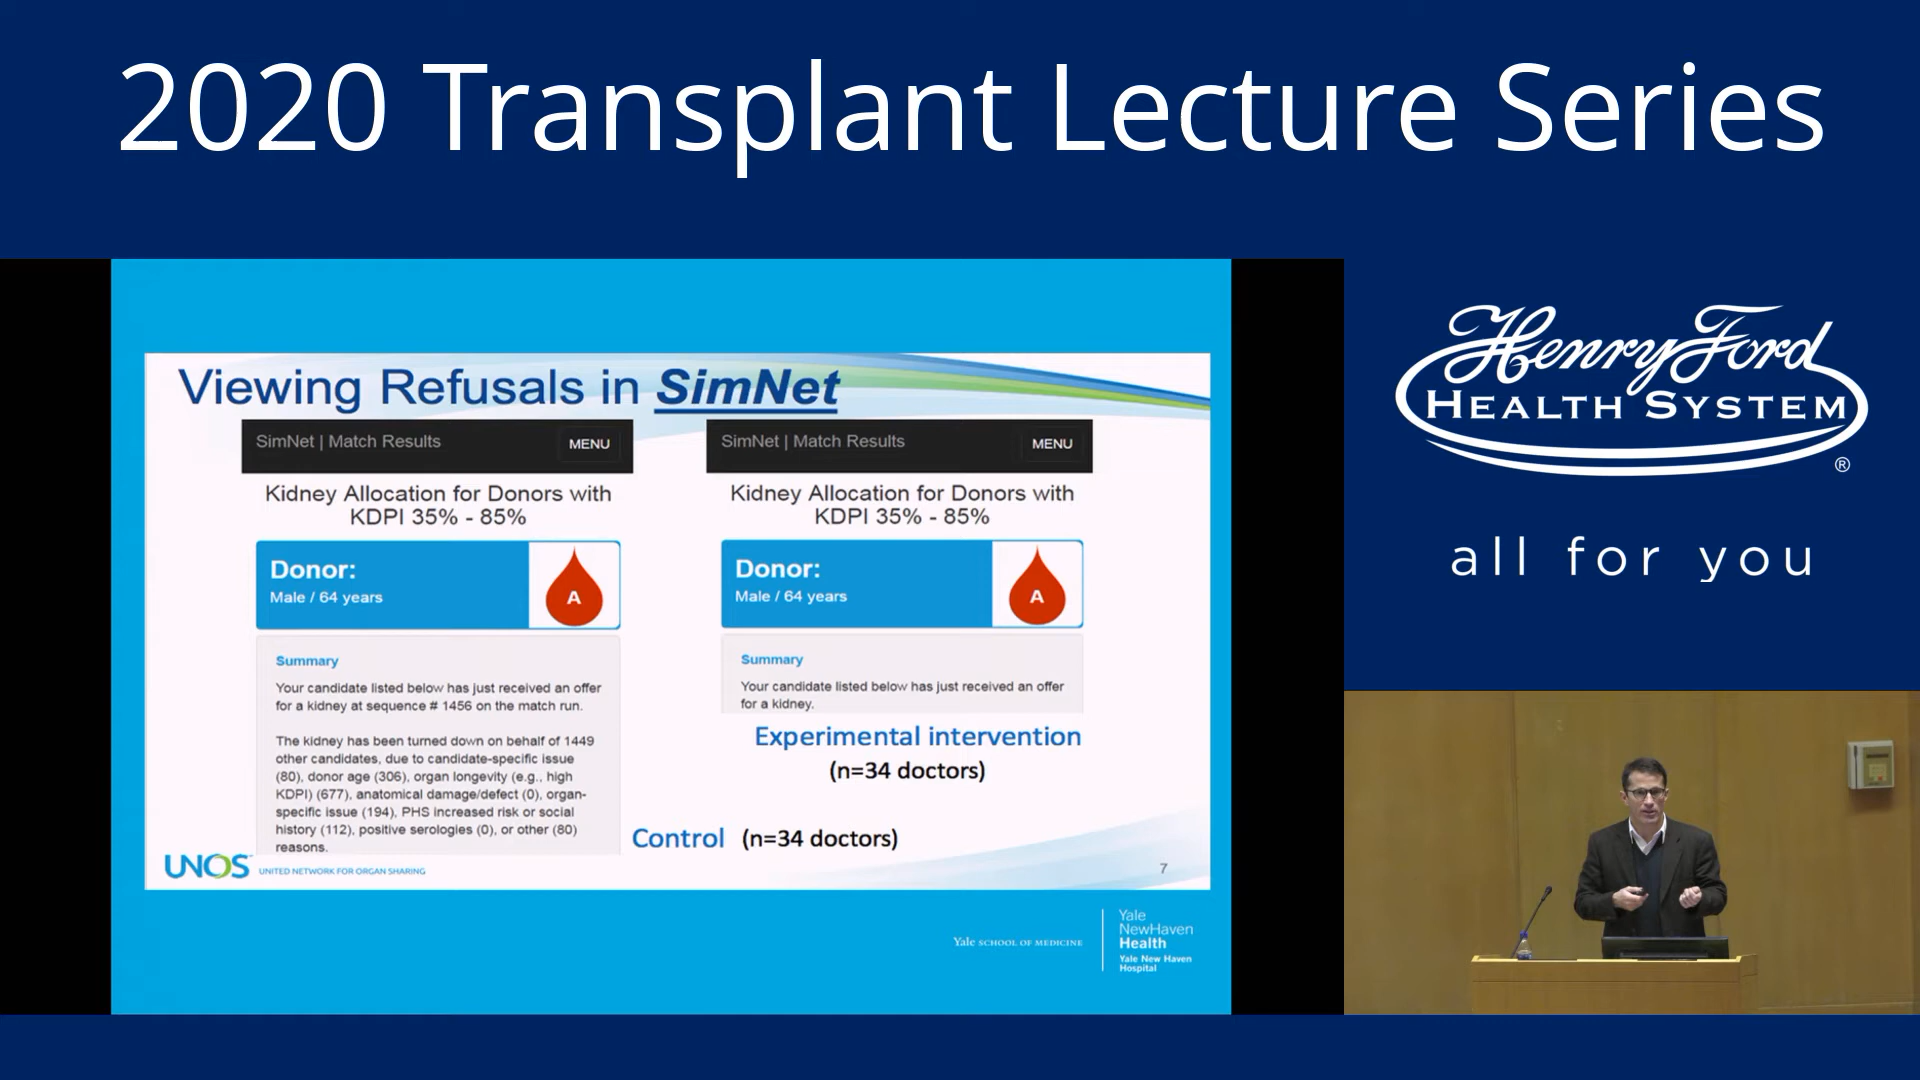 2020 Transplant Lecture Series
Viewing Refusals in SimNet
SimNet | Match Results
MENU
Kidney Allocation for Donors with
KDPI 35% - 85%
Donor:
Male / 64 years
A
Summary
Your candidate listed below has just received an offer
for a kidney at sequence # 1456 on the match run.
The kidney has been turned down on behalf of 1449
other candidates, due to candidate-specific issue
(80), donor age (306), organ longevity (e.g., high
KDPI) (677), anatomical damage/defect (0), organ-
specific issue (194), PHS increased risk or social
history (112), positive serologies (0), or other (80)
reasons.
SimNet | Match Results
MENU
Kidney Allocation for Donors with
KDPI 35% - 85%
Donor:
Male / 64 years
A
Summary
Your candidate listed below has just received an offer
for a kidney.
Experimental intervention
(n=34 doctors)
Control (n=34 doctors)
UNOS UNITED NETWORK FOR ORGAN SHARING
7
Yale SCHOOL OF MEDICINE
Yale
NewHaven
Health
Yale New Haven
Hospital
Henry Ford
HEALTH SYSTEM
®
all for you